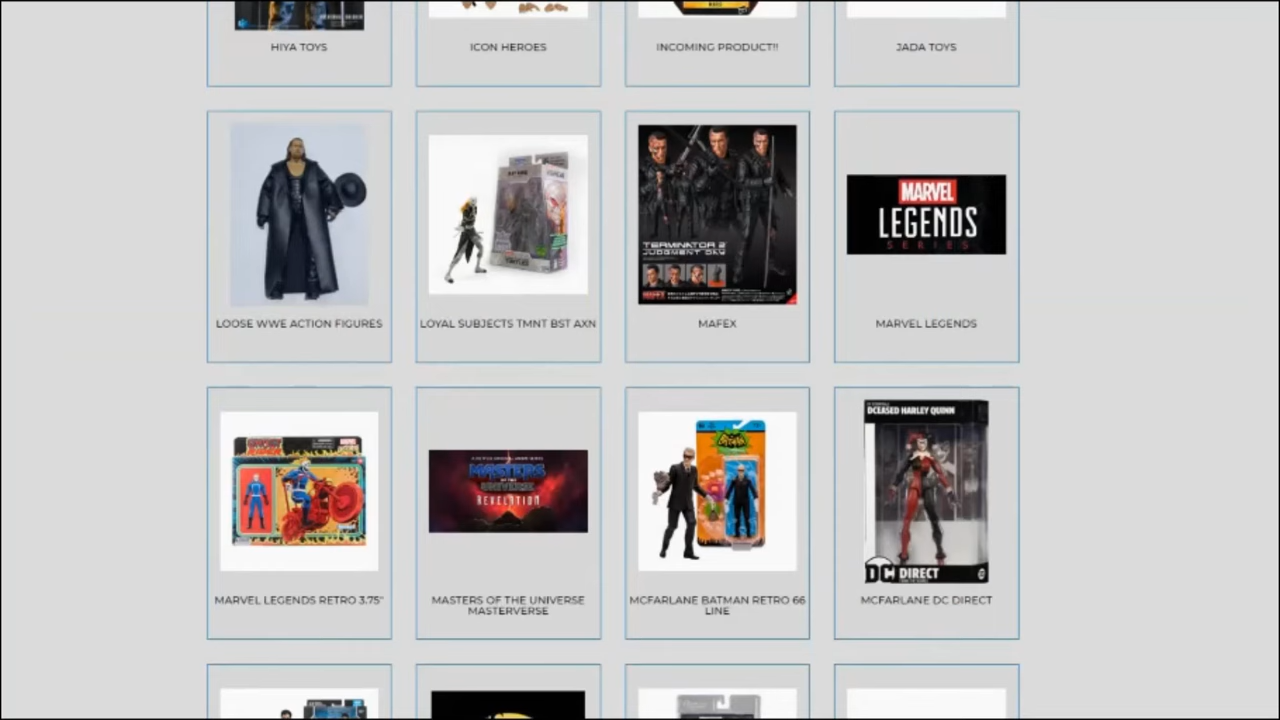 HIYA TOYS
ICON HEROES
INCOMING PRODUCT!!
JADA TOYS
TERMINATOR 2
JUDGMENT DAY
MARVEL
LEGENDS
SERIES
LOOSE WWE ACTION FIGURES
LOYAL SUBJECTS TMNT BST AXN
MAFEX
MARVEL LEGENDS
DCEASED HARLEY QUINN
MASTERS
OF THE
UNIVERSE
REVELATION
BATMAN
DC DIRECT
MARVEL LEGENDS RETRO 3.75"
MASTERS OF THE UNIVERSE
MASTERVERSE
MCFARLANE BATMAN RETRO 66
LINE
MCFARLANE DC DIRECT